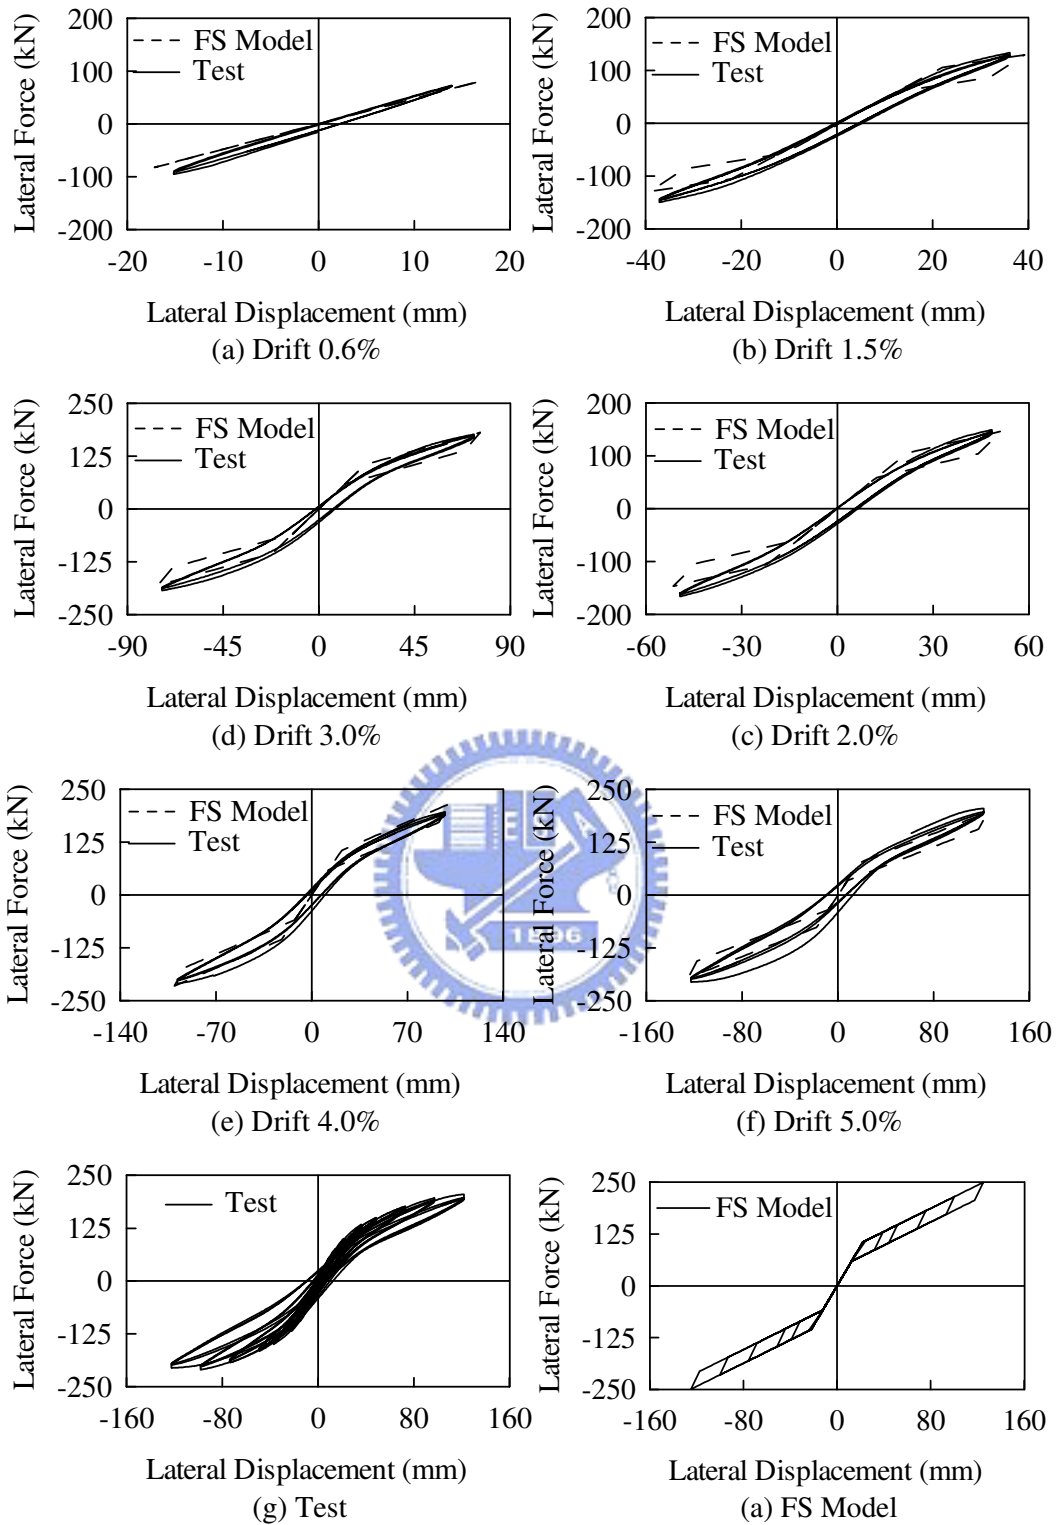 200
FS Model
Test
100
0
-100
-200
-20 -10 0 10 20
Lateral Force (kN)
Lateral Displacement (mm)
(a) Drift 0.6%
200
FS Model
Test
100
0
-100
-200
-40 -20 0 20 40
Lateral Force (kN)
Lateral Displacement (mm)
(b) Drift 1.5%
250
FS Model
Test
125
0
-125
-250
-90 -45 0 45 90
Lateral Force (kN)
Lateral Displacement (mm)
(d) Drift 3.0%
200
FS Model
Test
100
0
-100
-200
-60 -30 0 30 60
Lateral Force (kN)
Lateral Displacement (mm)
(c) Drift 2.0%
250
FS Model
Test
125
0
-125
-250
-140 -70 0 70 140
Lateral Force (kN)
Lateral Displacement (mm)
(e) Drift 4.0%
250
FS Model
Test
125
0
-125
-250
-160 -80 0 80 160
Lateral Force (kN)
Lateral Displacement (mm)
(f) Drift 5.0%
1896
250
Test
125
0
-125
-250
-160 -80 0 80 160
Lateral Force (kN)
Lateral Displacement (mm)
(g) Test
250
FS Model
125
0
-125
-250
-160 -80 0 80 160
Lateral Force (kN)
Lateral Displacement (mm)
(a) FS Model